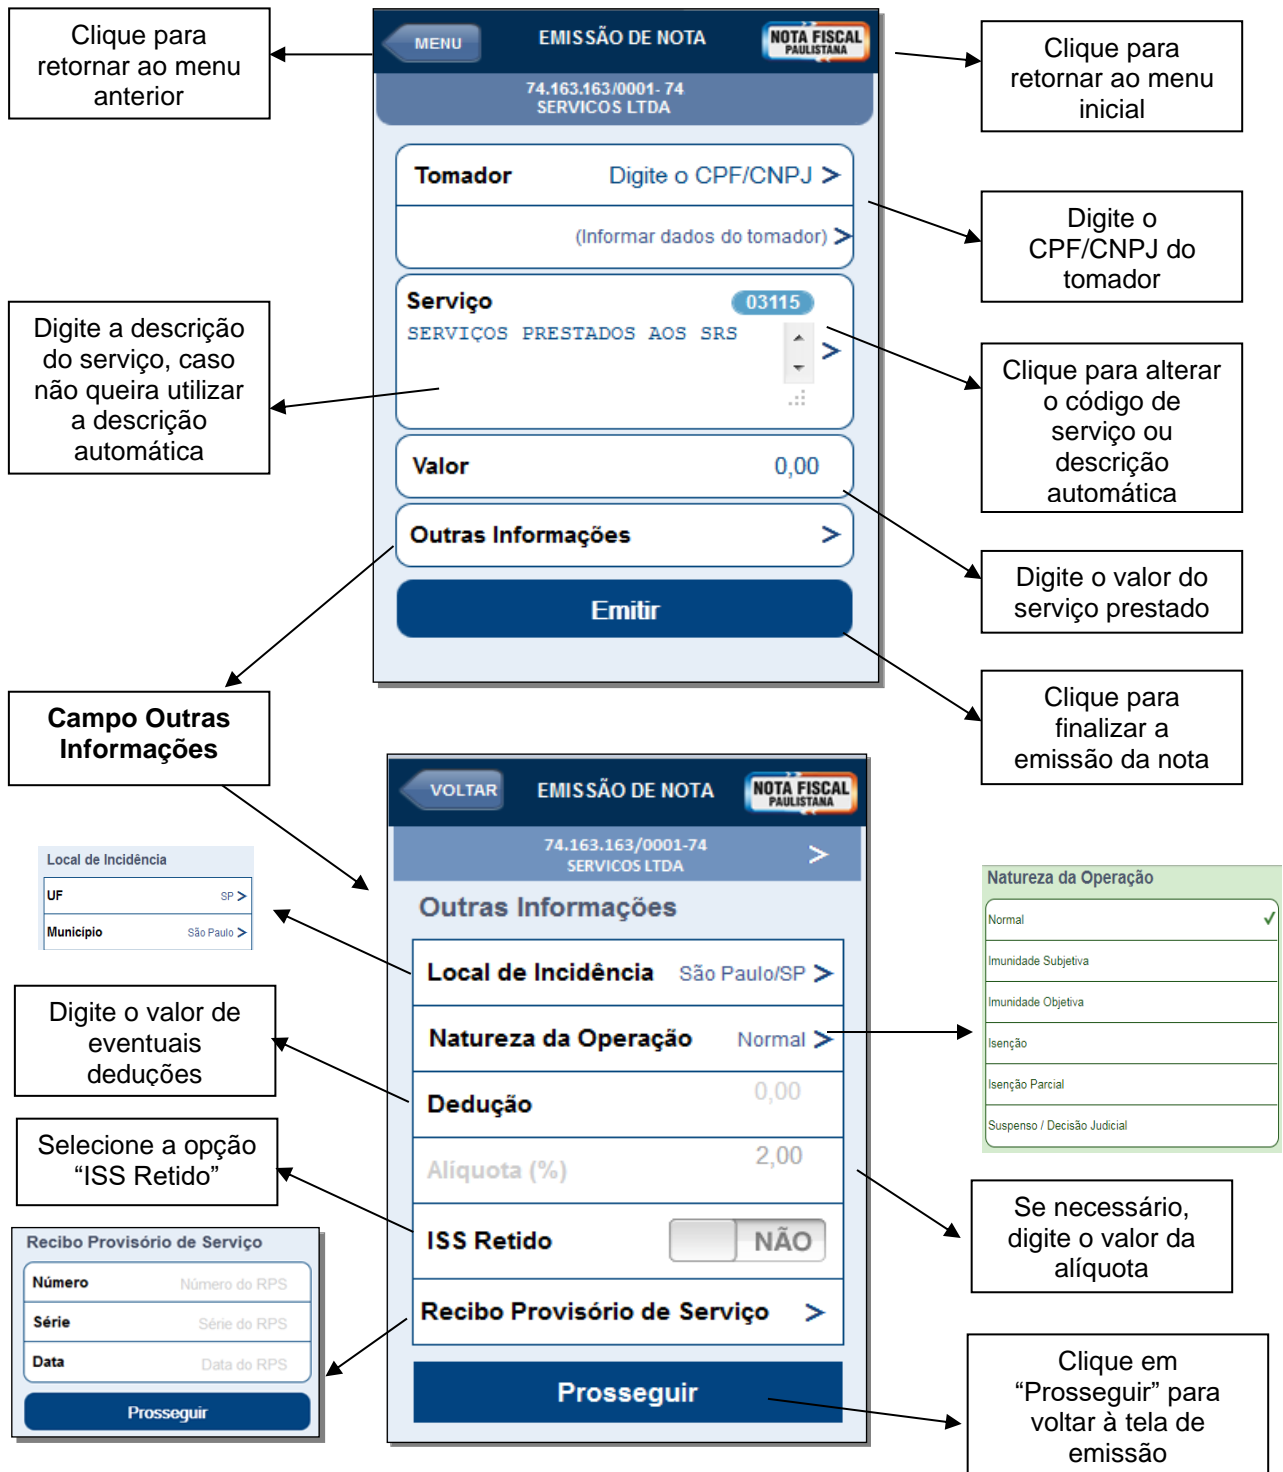 Clique para
retornar ao menu
anterior
MENU
EMISSÃO DE NOTA
NOTA FISCAL
PAULISTANA
Clique para
retornar ao menu
inicial
74.163.163/0001- 74
SERVICOS LTDA
Tomador
Digite o CPF/CNPJ >
(Informar dados do tomador) >
Digite o
CPF/CNPJ do
tomador
Serviço
03115
SERVIÇOS PRESTADOS AOS SRS
>
Digite a descrição
do serviço, caso
não queira utilizar
a descrição
automática
Clique para alterar
o código de
serviço ou
descrição
automática
Valor
0,00
Outras Informações
>
Digite o valor do
serviço prestado
Emitir
Clique para
finalizar a
emissão da nota
Campo Outras
Informações
VOLTAR
EMISSÃO DE NOTA
NOTA FISCAL
PAULISTANA
74.163.163/0001-74
SERVICOS LTDA
>
Local de Incidência
UF
SP >
Município
São Paulo >
Outras Informações
Local de Incidência
São Paulo/SP >
Natureza da Operação
Normal >
Dedução
0,00
Alíquota (%)
2,00
ISS Retido
NÃO
Recibo Provisório de Serviço
>
Prosseguir
Natureza da Operação
Normal
Imunidade Subjetiva
Imunidade Objetiva
Isenção
Isenção Parcial
Suspenso / Decisão Judicial
Digite o valor de
eventuais
deduções
Selecione a opção
“ISS Retido”
Recibo Provisório de Serviço
Número
Número do RPS
Série
Série do RPS
Data
Data do RPS
Prosseguir
Se necessário,
digite o valor da
alíquota
Clique em
“Prosseguir” para
voltar à tela de
emissão